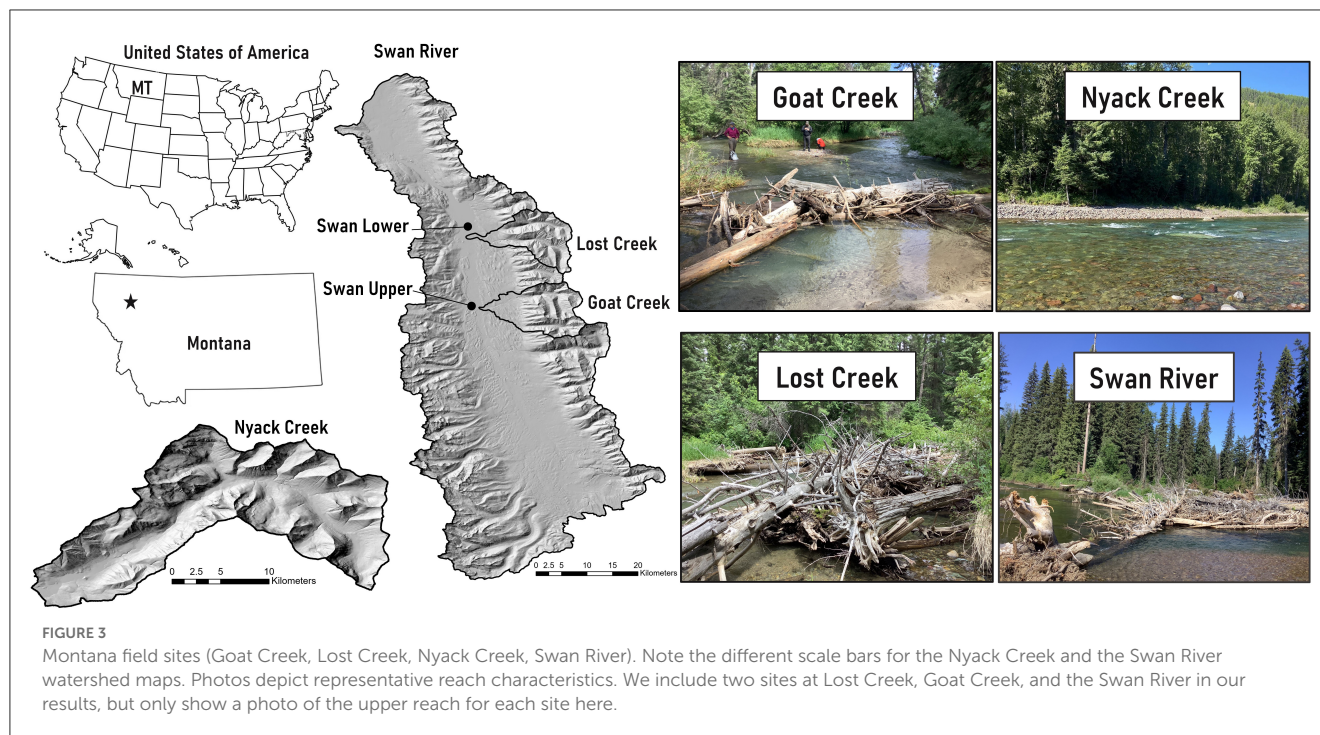 United States of America
MT
Swan River
Swan Lower
Lost Creek
Swan Upper
Goat Creek
Montana
Nyack Creek
0 2.5 5 10
Kilometers
0 2.5 5 10 15 20
Kilometers
Goat Creek
Nyack Creek
Lost Creek
Swan River
FIGURE 3
Montana field sites (Goat Creek, Lost Creek, Nyack Creek, Swan River). Note the different scale bars for the Nyack Creek and the Swan River
watershed maps. Photos depict representative reach characteristics. We include two sites at Lost Creek, Goat Creek, and the Swan River in our
results, but only show a photo of the upper reach for each site here.